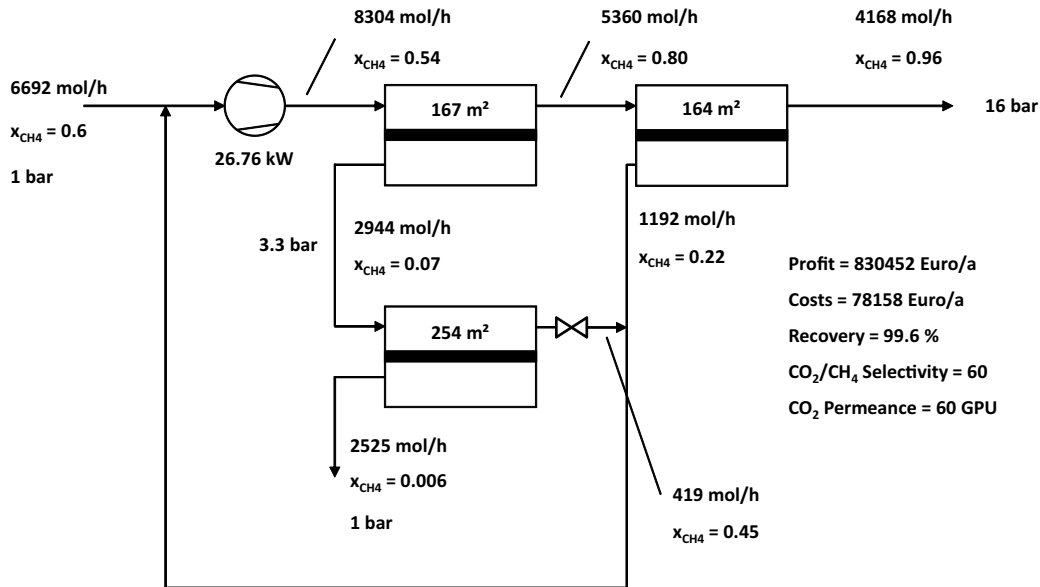 8304 mol/h
x_CH4 = 0.54
5360 mol/h
x_CH4 = 0.80
4168 mol/h
x_CH4 = 0.96
6692 mol/h
x_CH4 = 0.6
1 bar
26.76 kW
167 m²
164 m²
16 bar
3.3 bar
2944 mol/h
x_CH4 = 0.07
1192 mol/h
x_CH4 = 0.22
254 m²
Profit = 830452 Euro/a
Costs = 78158 Euro/a
Recovery = 99.6 %
CO2/CH4 Selectivity = 60
CO2 Permeance = 60 GPU
2525 mol/h
x_CH4 = 0.006
1 bar
419 mol/h
x_CH4 = 0.45